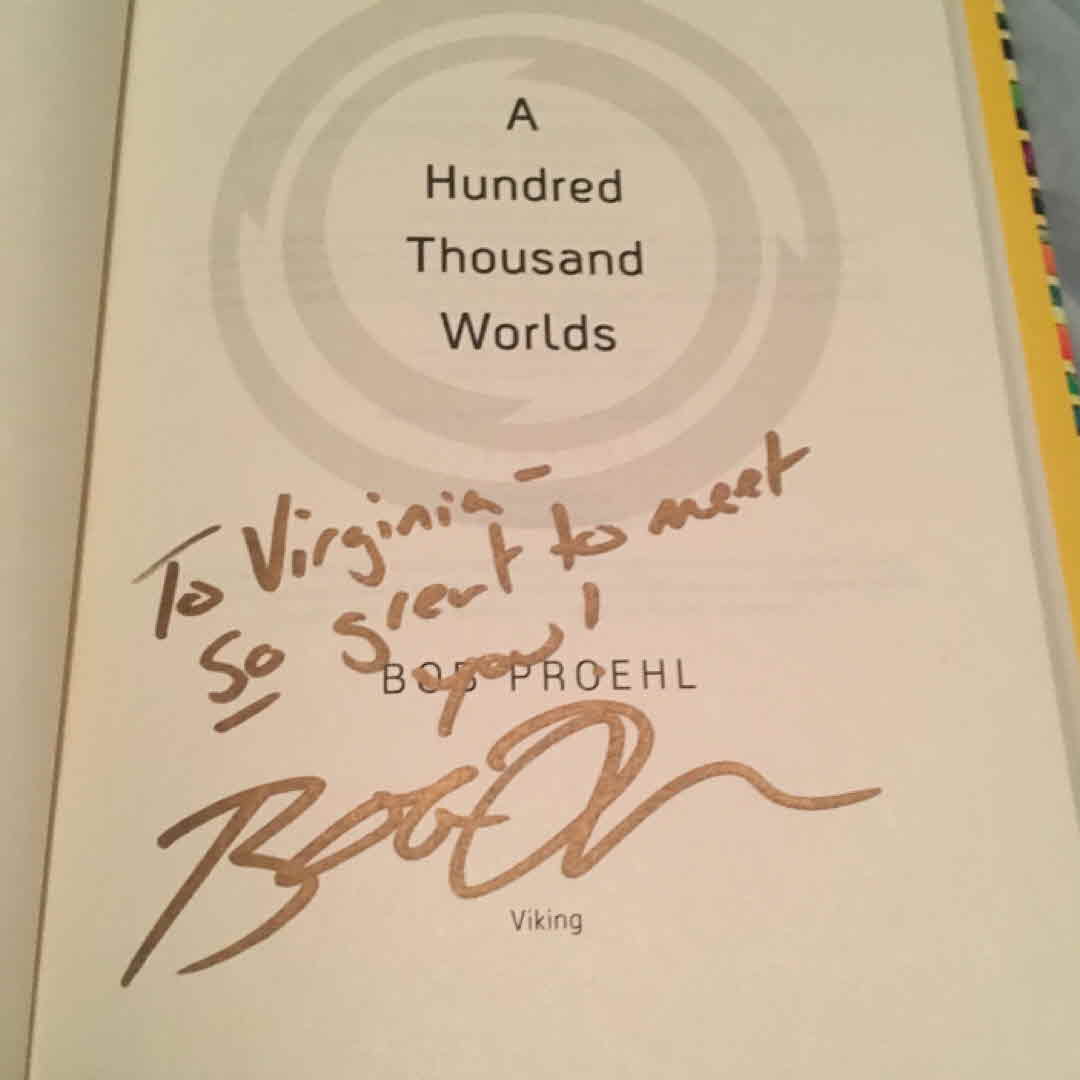 A
Hundred
Thousand
Worlds
To Virginia-
So great to meet
you!
BOB PROEHL
Viking